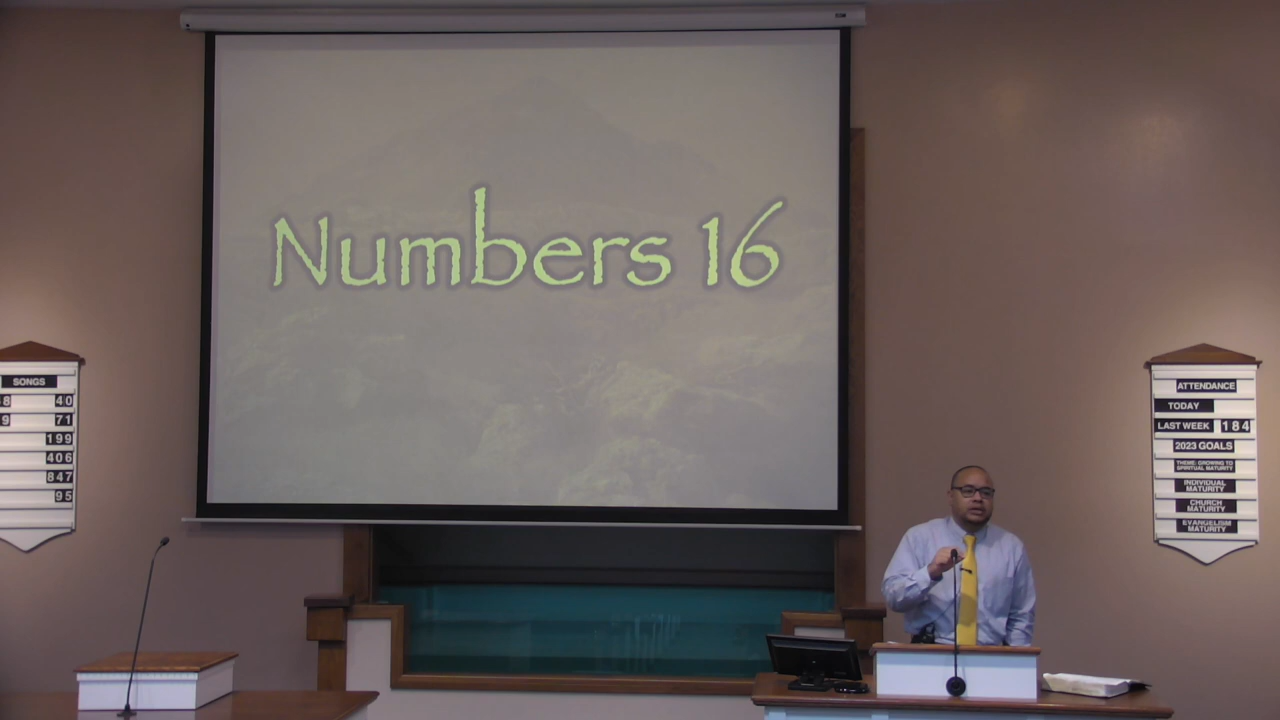 Numbers 16
SONGS
8 40
9 71
199
406
847
95
ATTENDANCE
TODAY
LAST WEEK 184
2023 GOALS
THEME: GROWING TO
SPIRITUAL MATURITY
INDIVIDUAL
MATURITY
CHURCH
MATURITY
EVANGELISM
MATURITY